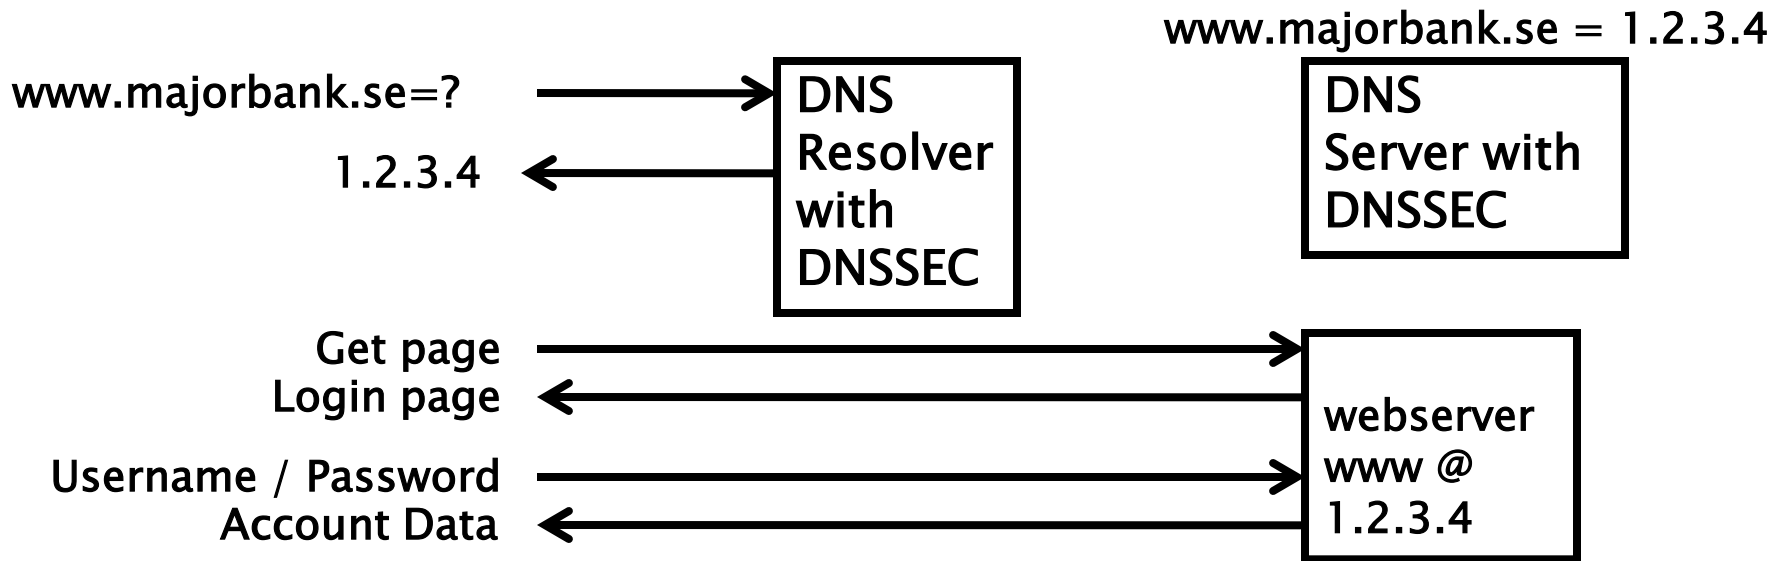 www.majorbank.se = 1.2.3.4
www.majorbank.se=?
1.2.3.4
DNS
Resolver
with
DNSSEC
DNS
Server with
DNSSEC
Get page
Login page
Username / Password
Account Data
webserver
www @
1.2.3.4